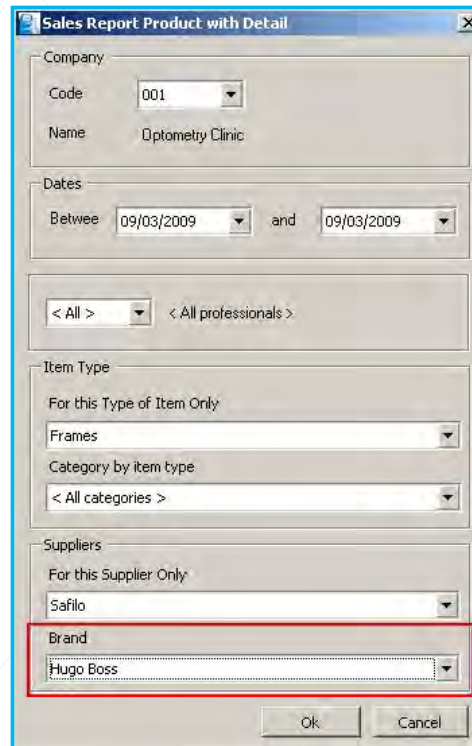 Sales Report Product with Detail
Company
Code 001
Name Optometry Clinic
Dates
Betwee 09/03/2009 and 09/03/2009
< All > < All professionals >
Item Type
For this Type of Item Only
Frames
Category by item type
< All categories >
Suppliers
For this Supplier Only
Safilo
Brand
Hugo Boss
Ok Cancel